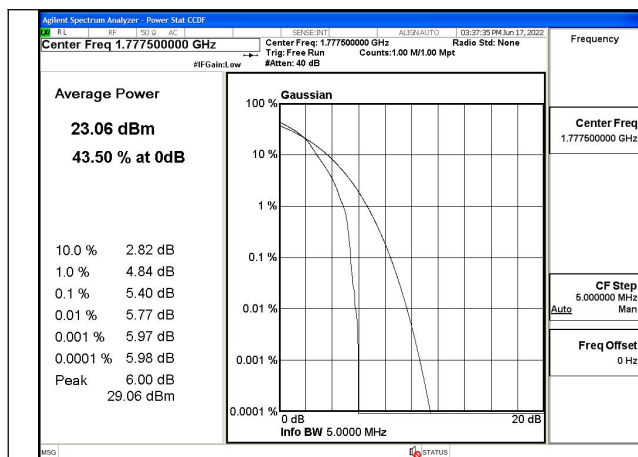 Agilent Spectrum Analyzer - Power Stat CCDF
LXI RL RF 50 Ω AC SENSE:INT ALIGNAUTO 03:37:35 PM Jun 17, 2022
Center Freq 1.777500000 GHz
Center Freq: 1.777500000 GHz Radio Std: None
Trig: Free Run Counts:1.00 M/1.00 Mpt
#IFGain:Low #Atten: 40 dB
Frequency
Average Power
23.06 dBm
43.50 % at 0dB
10.0 % 2.82 dB
1.0 % 4.84 dB
0.1 % 5.40 dB
0.01 % 5.77 dB
0.001 % 5.97 dB
0.0001 % 5.98 dB
Peak 6.00 dB
29.06 dBm
Gaussian
100 %
10 %
1 %
0.1 %
0.01 %
0.001 %
0.0001 %
0 dB 20 dB
Info BW 5.0000 MHz
Center Freq
1.777500000 GHz
CF Step
5.000000 MHz
Auto Man
Freq Offset
0 Hz
MSG STATUS